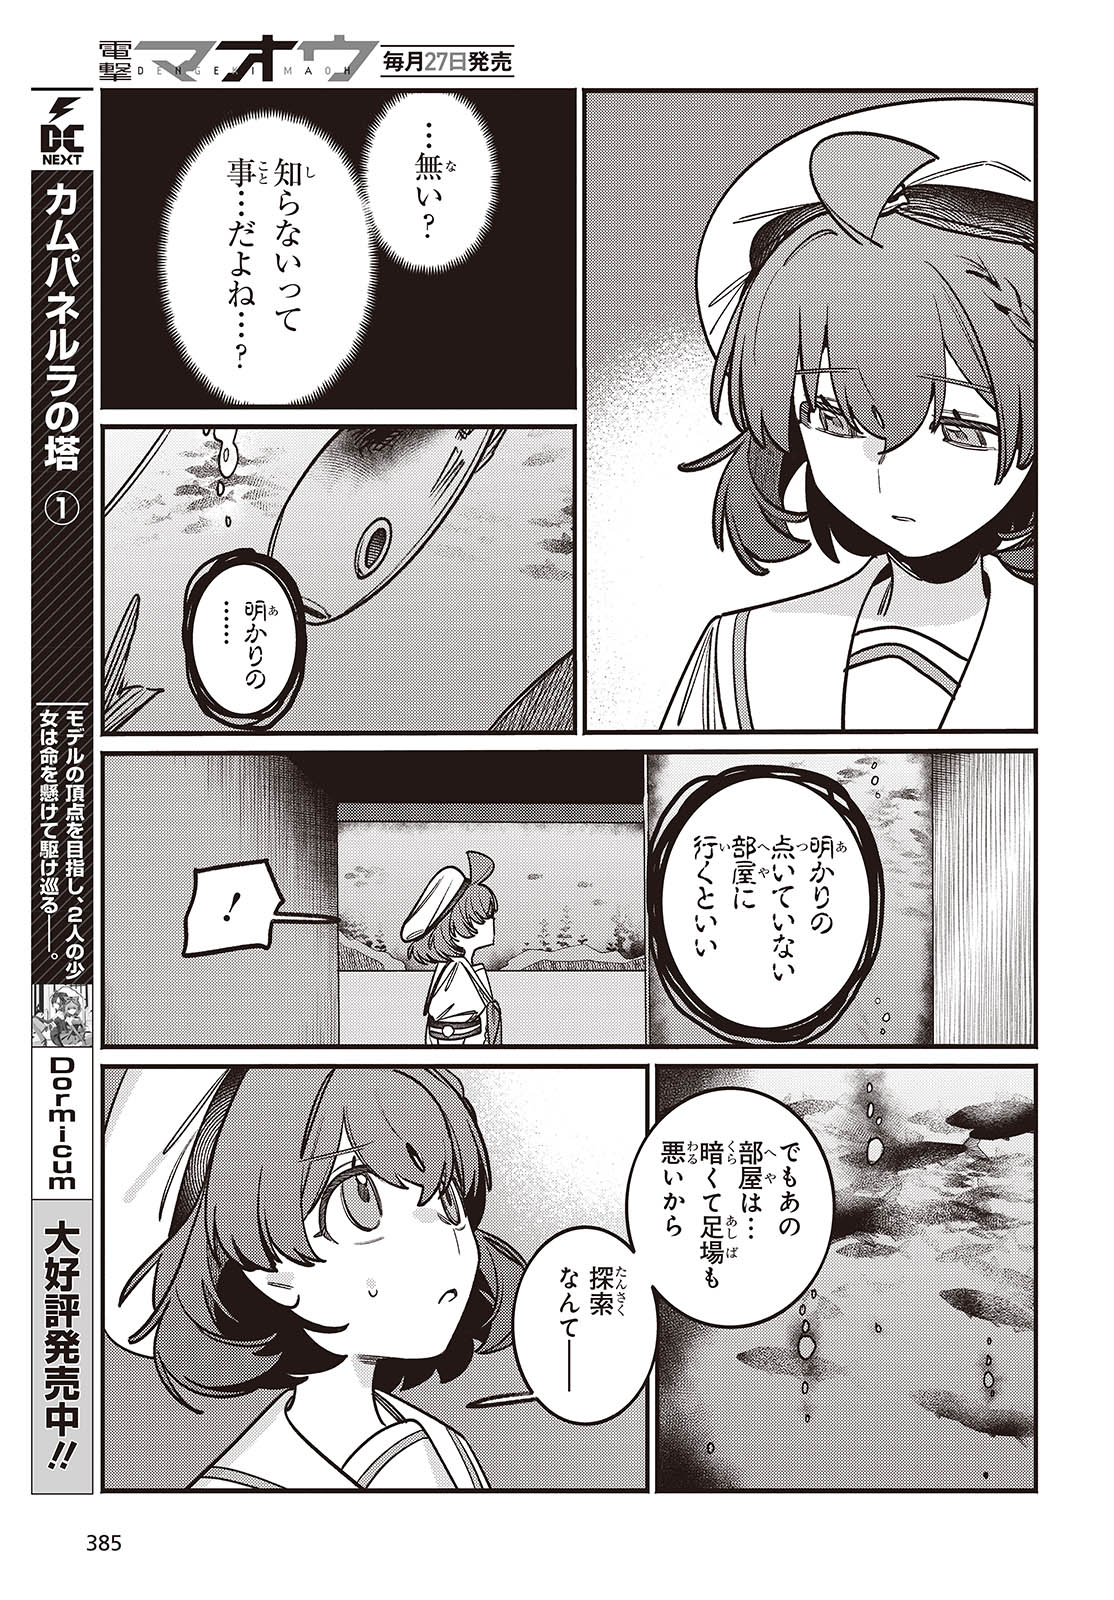 電撃マオウ
DENGEKI MAOH
毎月27日発売
…無い？
知らないって
事…だよね…？
明かりの
……
明かりの
点いていない
部屋に
行くといい
！
でもあの
部屋は…
暗くて足場も
悪いから
探索
なんて――
DC
NEXT
カムパネルラの塔 ①
モデルの頂点を目指し、2人の少
女は命を懸けて駆け巡る――。
Dormicum
大好評発売中!!
385